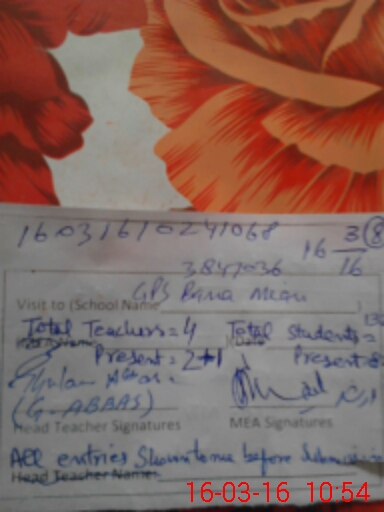 16031610241068
16 3/16 (8
3847036
Visit to (School Name GPS
Total Teachers = 4 Total Students =
Present = 2+1 Present
Ghulam Abbas.
(G-ABBAS)
Head Teacher Signatures MEA Signatures
All entries Shown to me before Submission
Head Teacher Name:
16-03-16 10:54